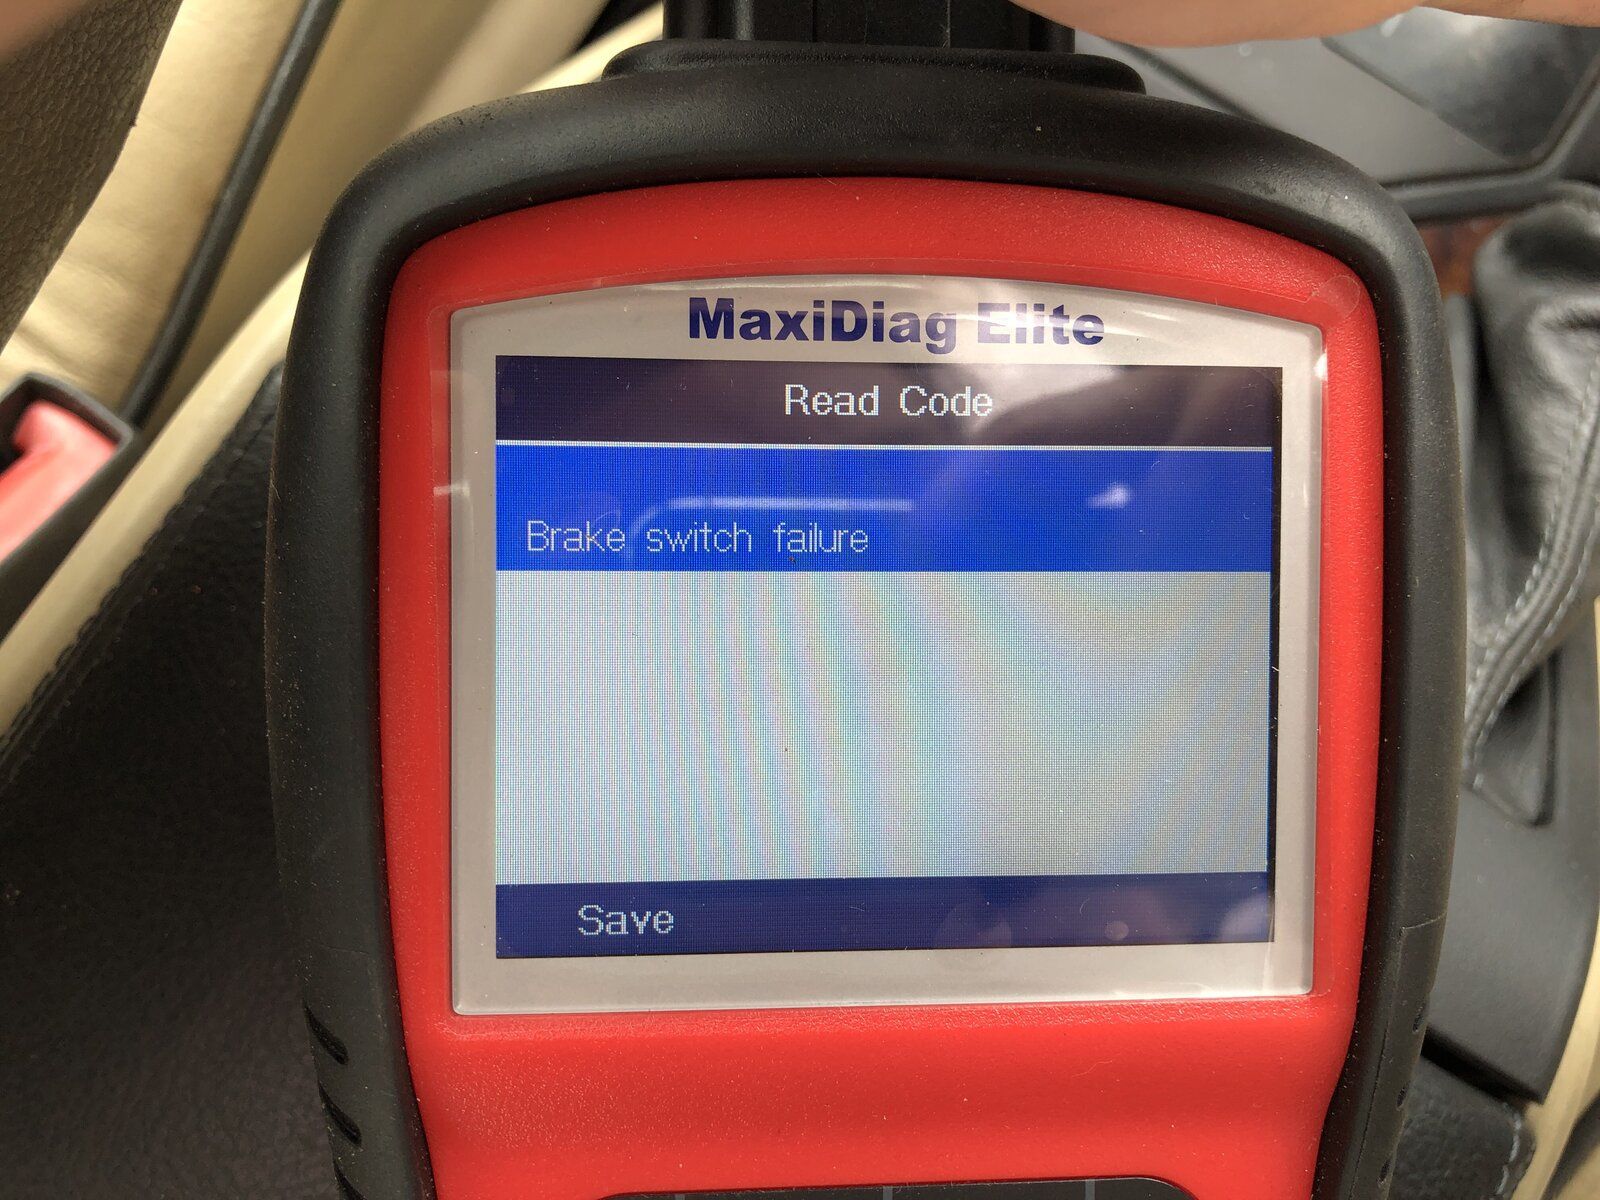 MaxiDiag Elite
Read Code
Brake switch failure
Save